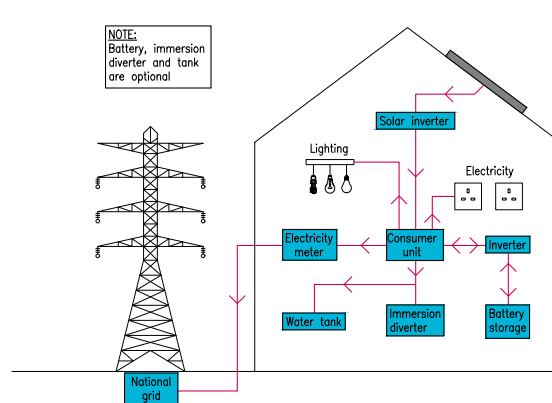 NOTE:
Battery, immersion
diverter and tank
are optional
Solar inverter
Lighting
Electricity
Electricity
meter
Consumer
unit
Inverter
Water tank
Immersion
diverter
Battery
storage
National
grid